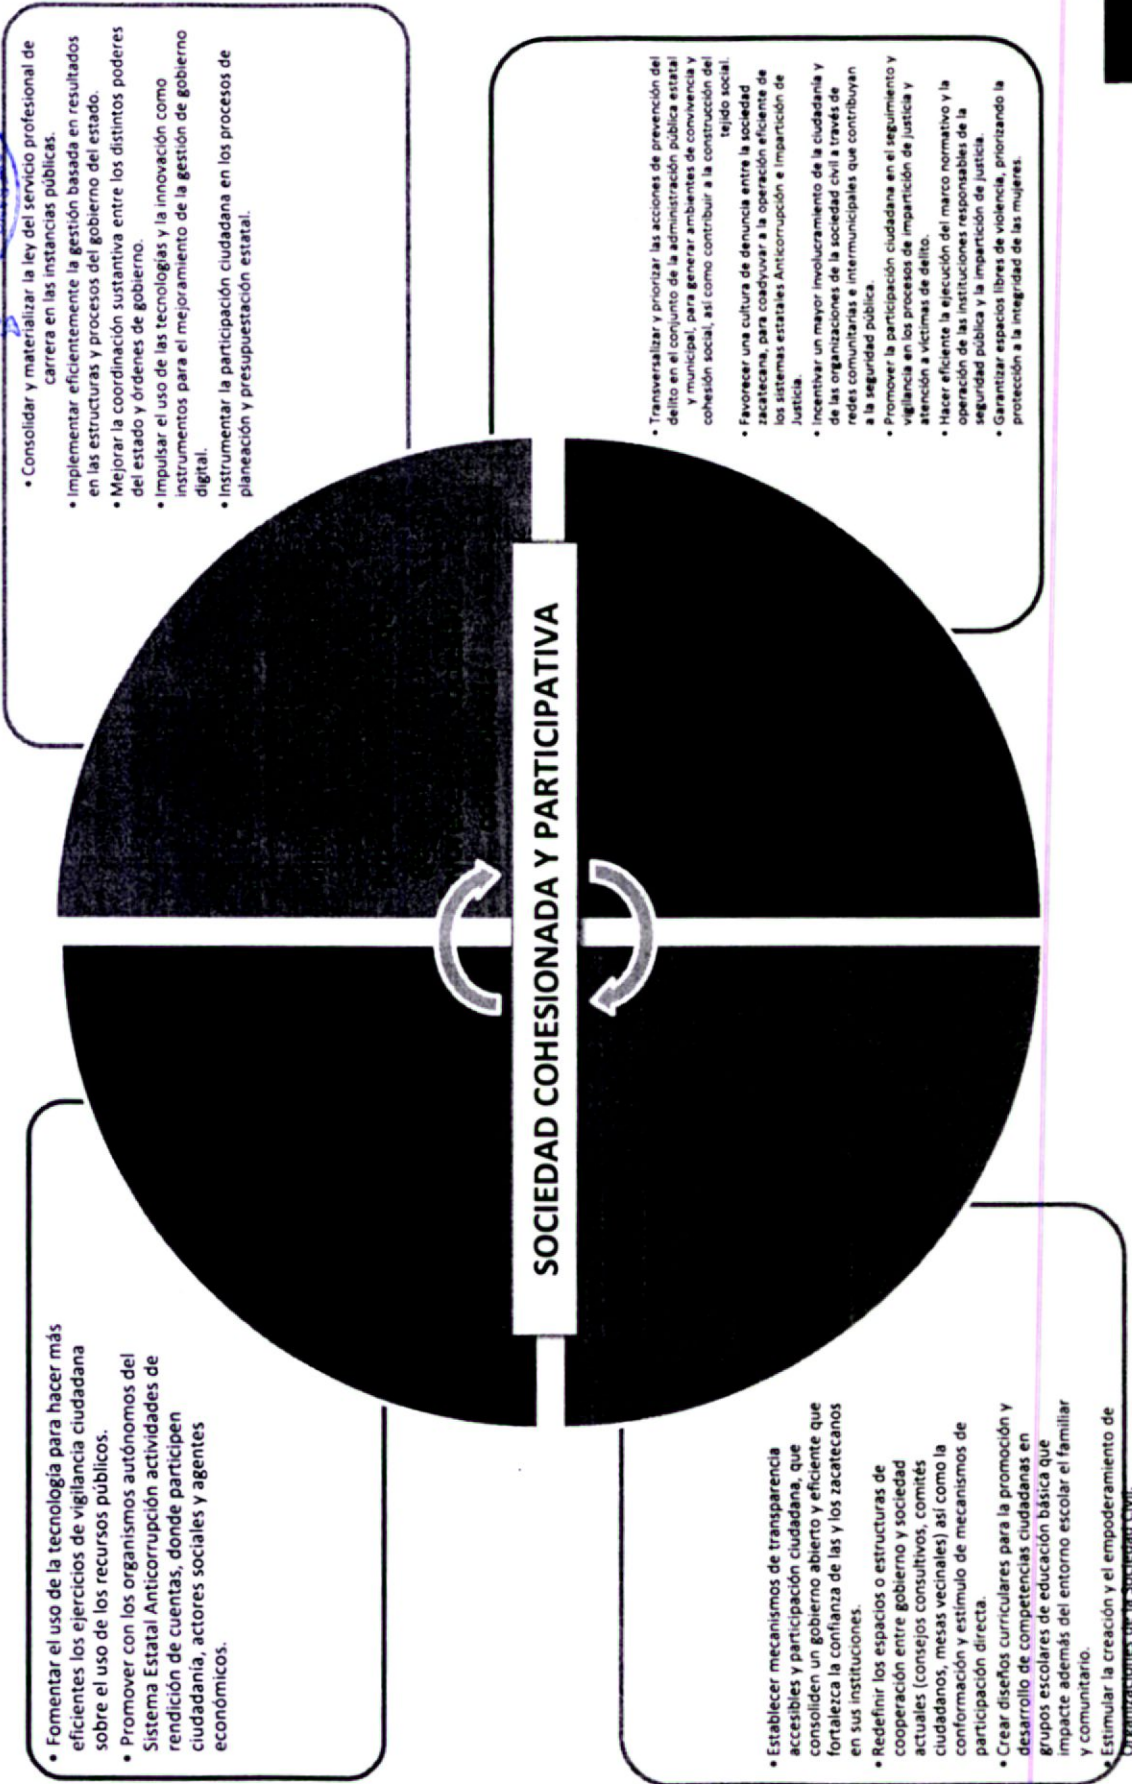 • Fomentar el uso de la tecnología para hacer más
eficientes los ejercicios de vigilancia ciudadana
sobre el uso de los recursos públicos.
• Promover con los organismos autónomos del
Sistema Estatal Anticorrupción actividades de
rendición de cuentas, donde participen
ciudadanía, actores sociales y agentes
económicos.
• Consolidar y materializar la ley del servicio profesional de
carrera en las instancias públicas.
• Implementar eficientemente la gestión basada en resultados
en las estructuras y procesos del gobierno del estado.
• Mejorar la coordinación sustantiva entre los distintos poderes
del estado y órdenes de gobierno.
• Impulsar el uso de las tecnologías y la innovación como
instrumentos para el mejoramiento de la gestión de gobierno
digital.
• Instrumentar la participación ciudadana en los procesos de
planeación y presupuestación estatal.
SOCIEDAD COHESIONADA Y PARTICIPATIVA
• Establecer mecanismos de transparencia
accesibles y participación ciudadana, que
consoliden un gobierno abierto y eficiente que
fortalezca la confianza de las y los zacatecanos
en sus instituciones.
• Redefinir los espacios o estructuras de
cooperación entre gobierno y sociedad
actuales (consejos consultivos, comités
ciudadanos, mesas vecinales) así como la
conformación y estímulo de mecanismos de
participación directa.
• Crear diseños curriculares para la promoción y
desarrollo de competencias ciudadanas en
grupos escolares de educación básica que
impacte además del entorno escolar el familiar
y comunitario.
• Estimular la creación y el empoderamiento de
Organizaciones de la Sociedad Civil.
• Transversalizar y priorizar las acciones de prevención del
delito en el conjunto de la administración pública estatal
y municipal, para generar ambientes de convivencia y
cohesión social, así como contribuir a la construcción del
tejido social.
• Favorecer una cultura de denuncia entre la sociedad
zacatecana, para coadyuvar a la operación eficiente de
los sistemas estatales Anticorrupción e Impartición de
Justicia.
• Incentivar un mayor involucramiento de la ciudadanía y
de las organizaciones de la sociedad civil a través de
redes comunitarias e intermunicipales que contribuyan
a la seguridad pública.
• Promover la participación ciudadana en el seguimiento y
vigilancia en los procesos de impartición de justicia y
atención a víctimas de delito.
• Hacer eficiente la ejecución del marco normativo y la
operación de las instituciones responsables de la
seguridad pública y la impartición de justicia.
• Garantizar espacios libres de violencia, priorizando la
protección a la integridad de las mujeres.